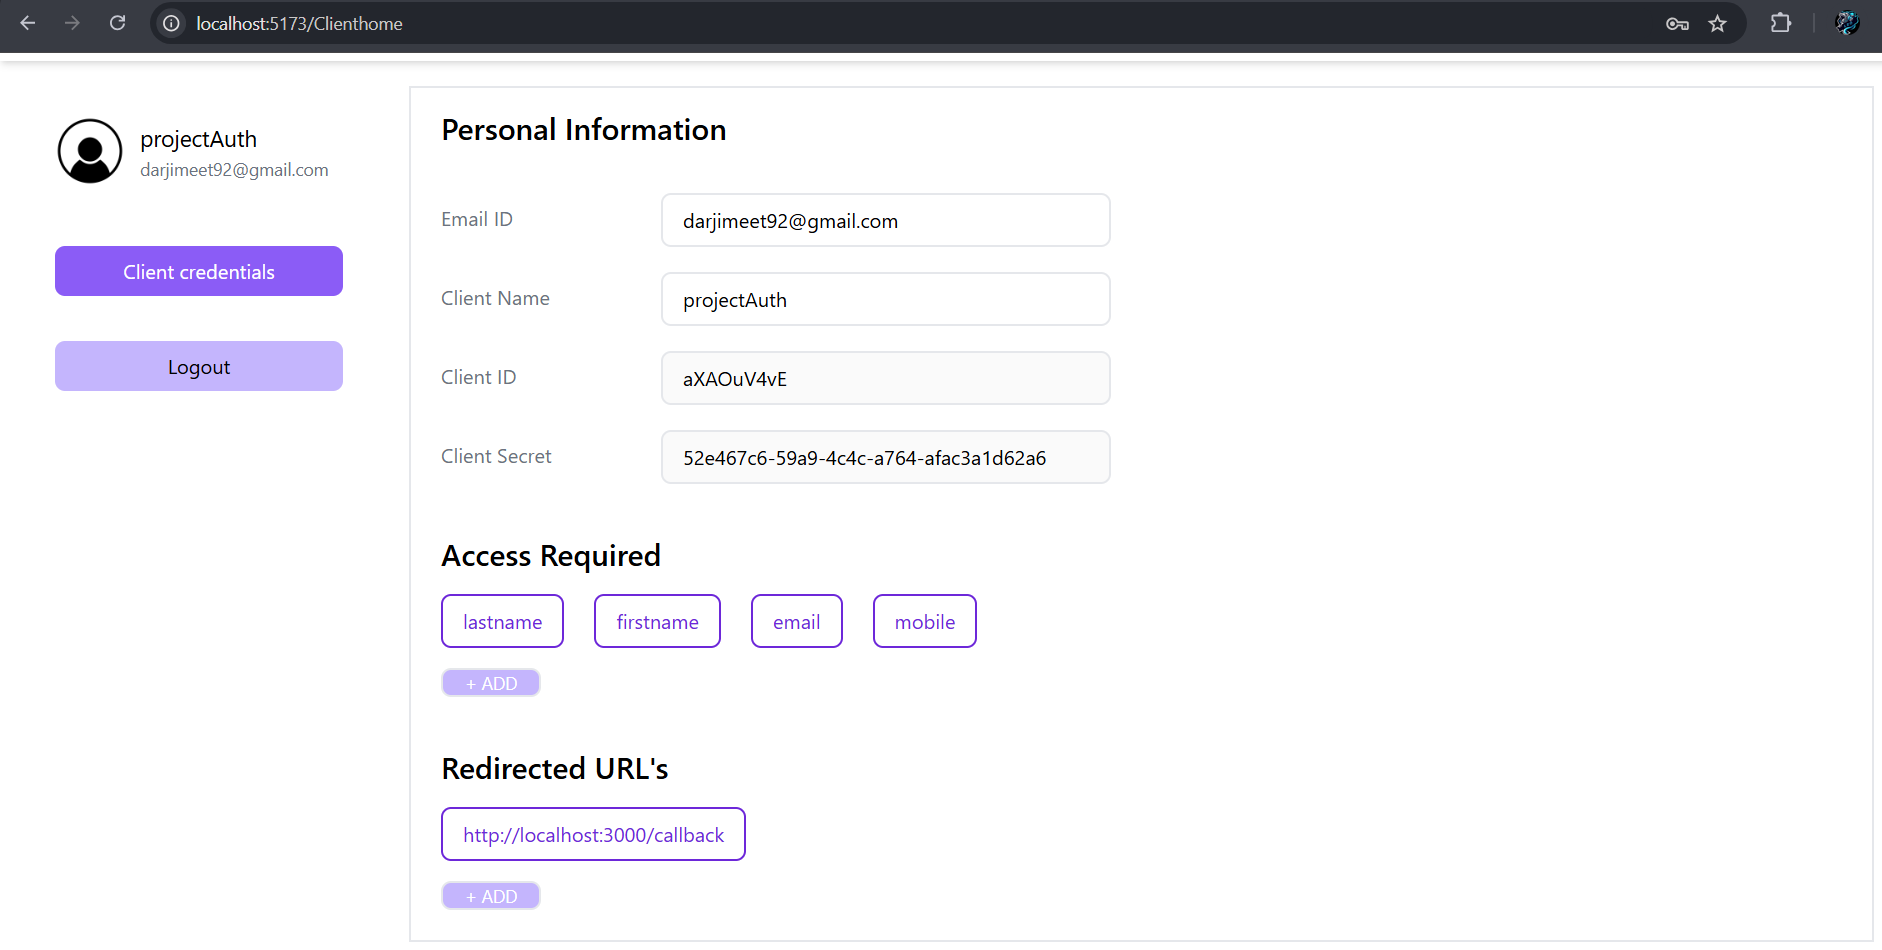 localhost:5173/Clienthome
projectAuth
darjimeet92@gmail.com
Client credentials
Logout
Personal Information
Email ID
darjimeet92@gmail.com
Client Name
projectAuth
Client ID
aXAOuV4vE
Client Secret
52e467c6-59a9-4c4c-a764-afac3a1d62a6
Access Required
lastname firstname email mobile
+ ADD
Redirected URL's
http://localhost:3000/callback
+ ADD